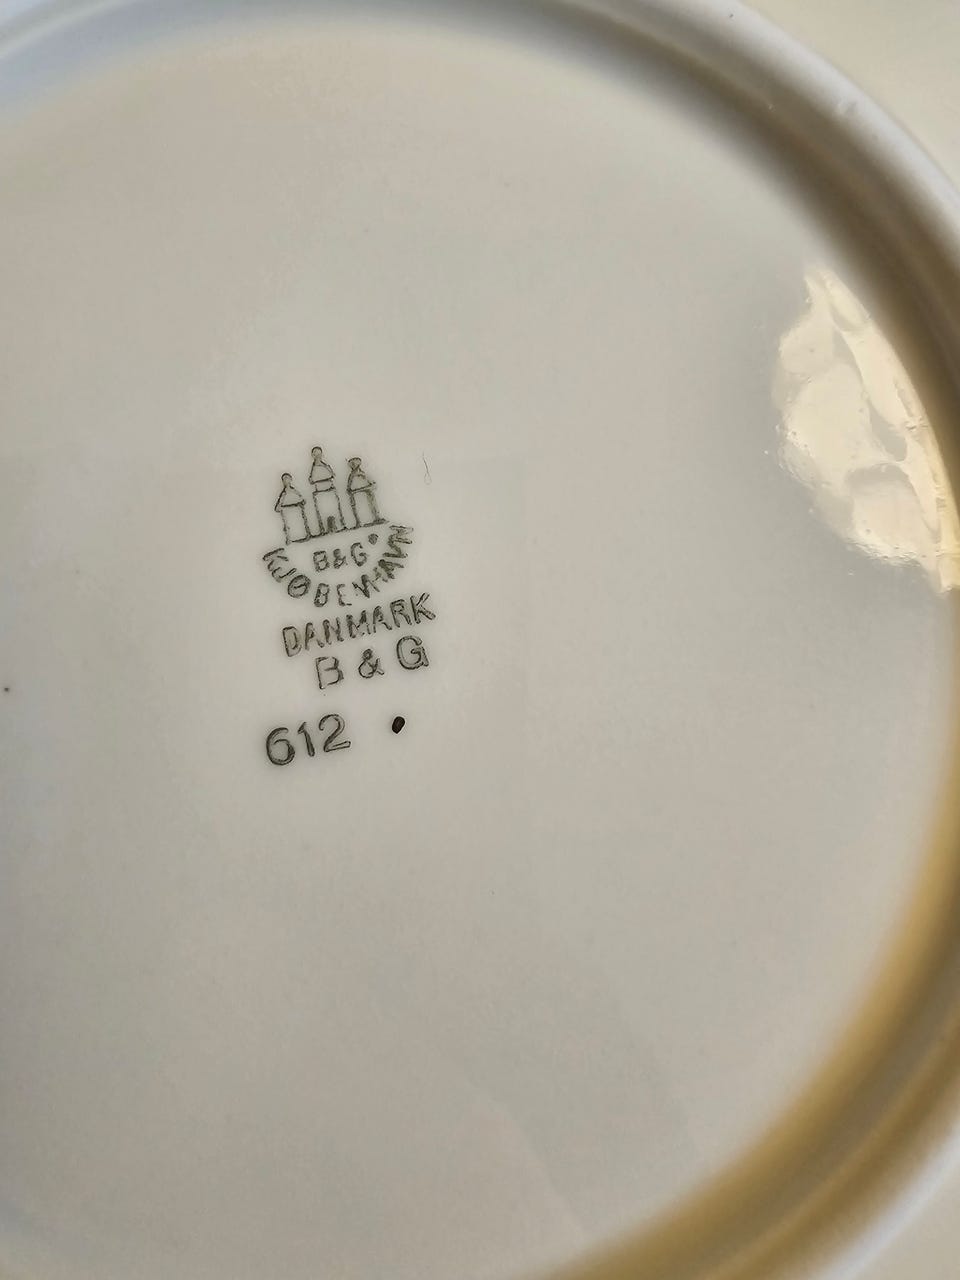 B&G
KJØBENHAVN
DANMARK
B & G
612 .